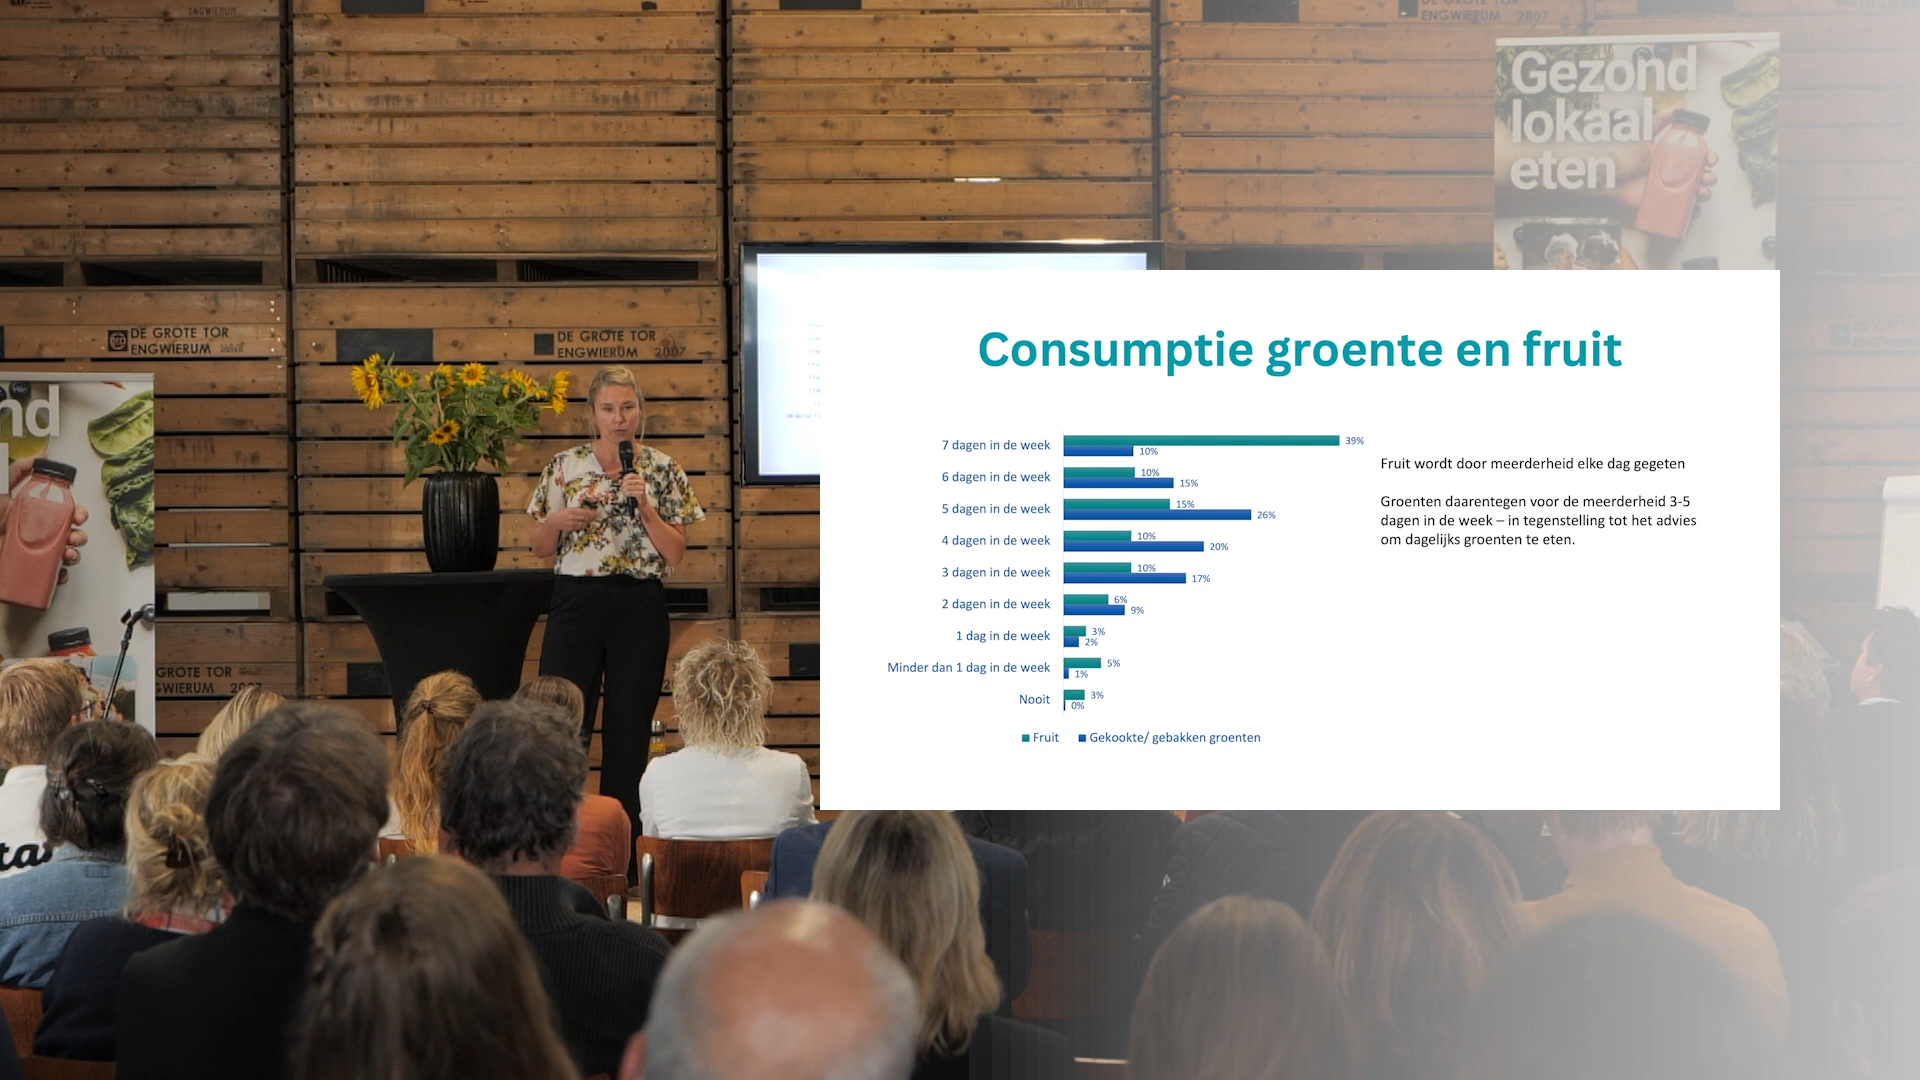 ENGWIERUM 2007
Gezond
lokaal
eten
DE GROTE TOR
ENGWIERUM
DE GROTE TOR
ENGWIERUM 2007
nd
GROTE TOR
Consumptie groente en fruit
7 dagen in de week
39%
10%
6 dagen in de week
10%
15%
5 dagen in de week
15%
26%
4 dagen in de week
10%
20%
3 dagen in de week
10%
17%
2 dagen in de week
6%
9%
1 dag in de week
3%
2%
Minder dan 1 dag in de week
5%
1%
Nooit
3%
0%
Fruit
Gekookte/ gebakken groenten
Fruit wordt door meerderheid elke dag gegeten
Groenten daarentegen voor de meerderheid 3-5
dagen in de week – in tegenstelling tot het advies
om dagelijks groenten te eten.